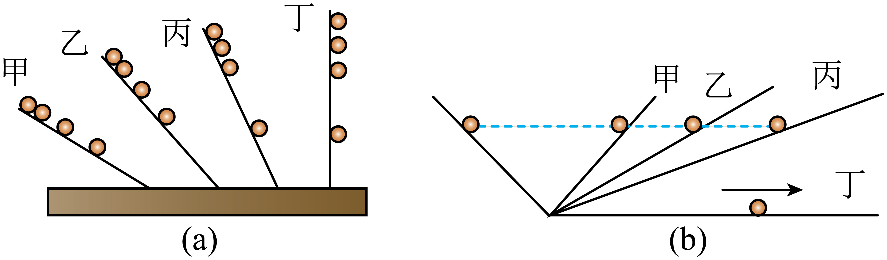 甲 乙 丙 丁
(a)
甲 乙 丙
丁
(b)